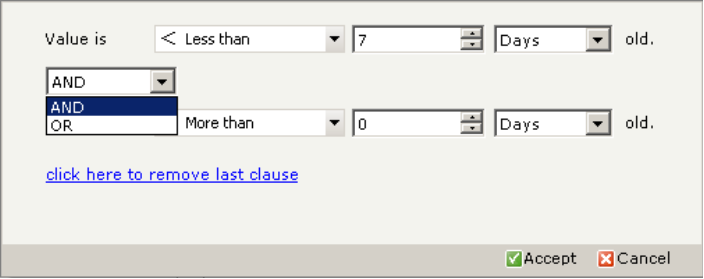 Value is < Less than 7 Days old.
AND
AND
OR
More than 0 Days old.
click here to remove last clause
Accept Cancel